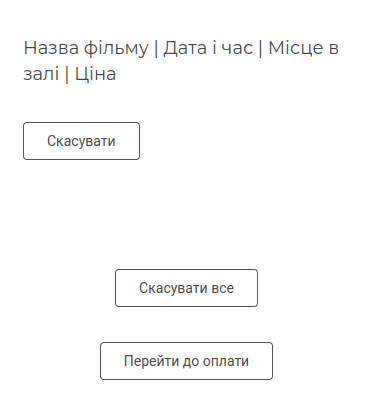 Назва фільму | Дата і час | Місце в
залі | Ціна
Скасувати
Скасувати все
Перейти до оплати